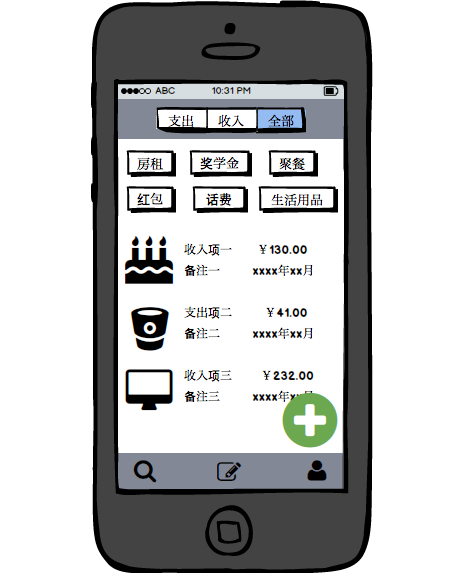 ABC 10:31 PM
支出 收入 全部
房租 奖学金 聚餐
红包 话费 生活用品
收入项一 ￥130.00
备注一 xxxx年xx月
支出项二 ￥41.00
备注二 xxxx年xx月
收入项三 ￥232.00
备注三 xxxx年xx月